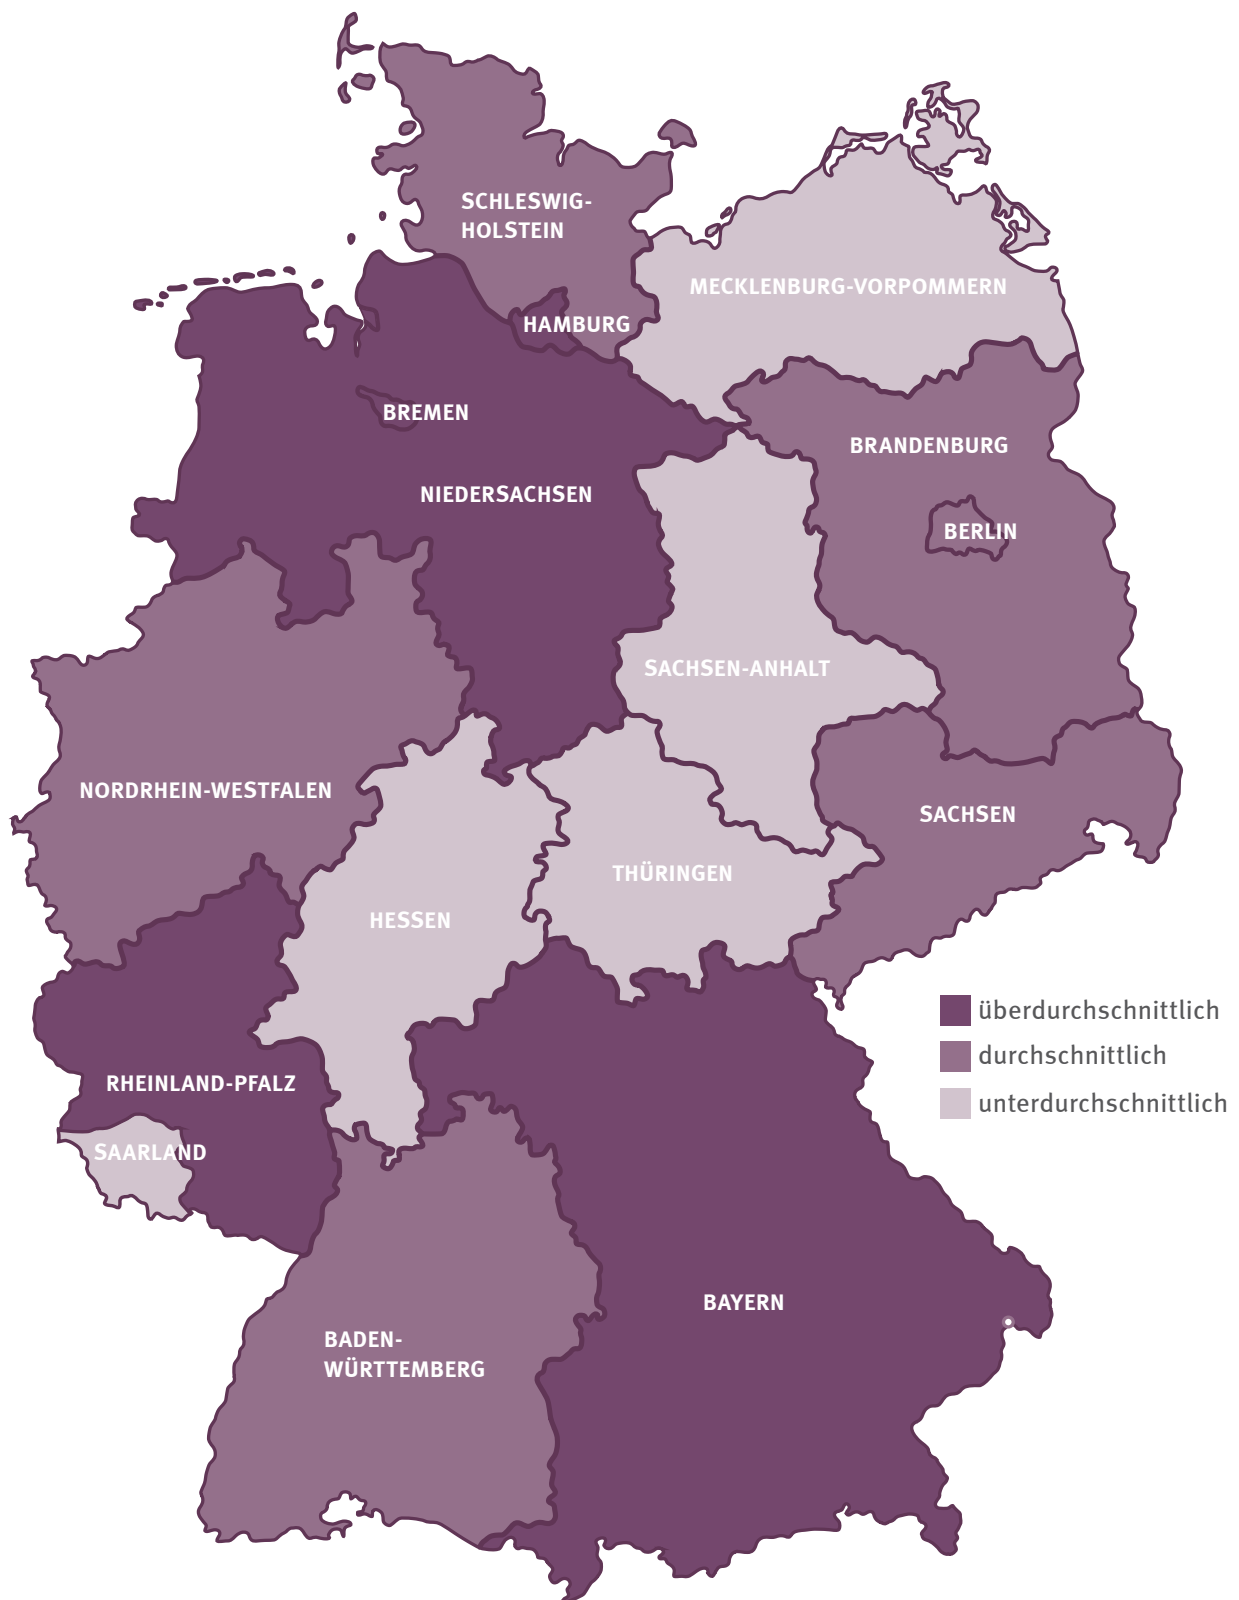 SCHLESWIG-
HOLSTEIN
MECKLENBURG-VORPOMMERN
HAMBURG
BREMEN
BRANDENBURG
NIEDERSACHSEN
BERLIN
SACHSEN-ANHALT
NORDRHEIN-WESTFALEN
SACHSEN
THÜRINGEN
HESSEN
überdurchschnittlich
durchschnittlich
unterdurchschnittlich
RHEINLAND-PFALZ
SAARLAND
BAYERN
BADEN-
WÜRTTEMBERG